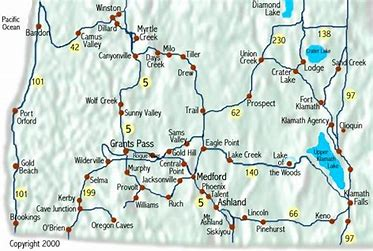 Diamond
Lake
Pacific
Ocean
Winston
Dillard
Myrtle
Creek
Bandon
42
Camus
Valley
Canyonville
Days
Creek
Milo
Tiller
Drew
230
138
Crater Lake
Union
Creek
Crater
Lake
Lodge
Sand Creek
101
5
Wolf Creek
Sunny Valley
Trail
Prospect
62
Fort
Klamath
97
Port
Orford
5
Klamath Agency
Chiloquin
Grants Pass
Sams
Valley
Eagle Point
Gold Hill
Rogue
Central
Point
Upper
Klamath
Lake
Gold
Beach
Wilderville
Murphy
Jacksonville
Medford
Lake Creek
140
Lake of
the Woods
199
Selma
Provolt
Ruch
Williams
Phoenix
Talent
Klamath
Falls
101
Kerby
Cave Junction
5
Ashland
Brookings
O'Brien
Oregon Caves
Mt.
Ashland
Siskiyou
Lincoln
Pinehurst
66
Keno
97
Copyright 2000